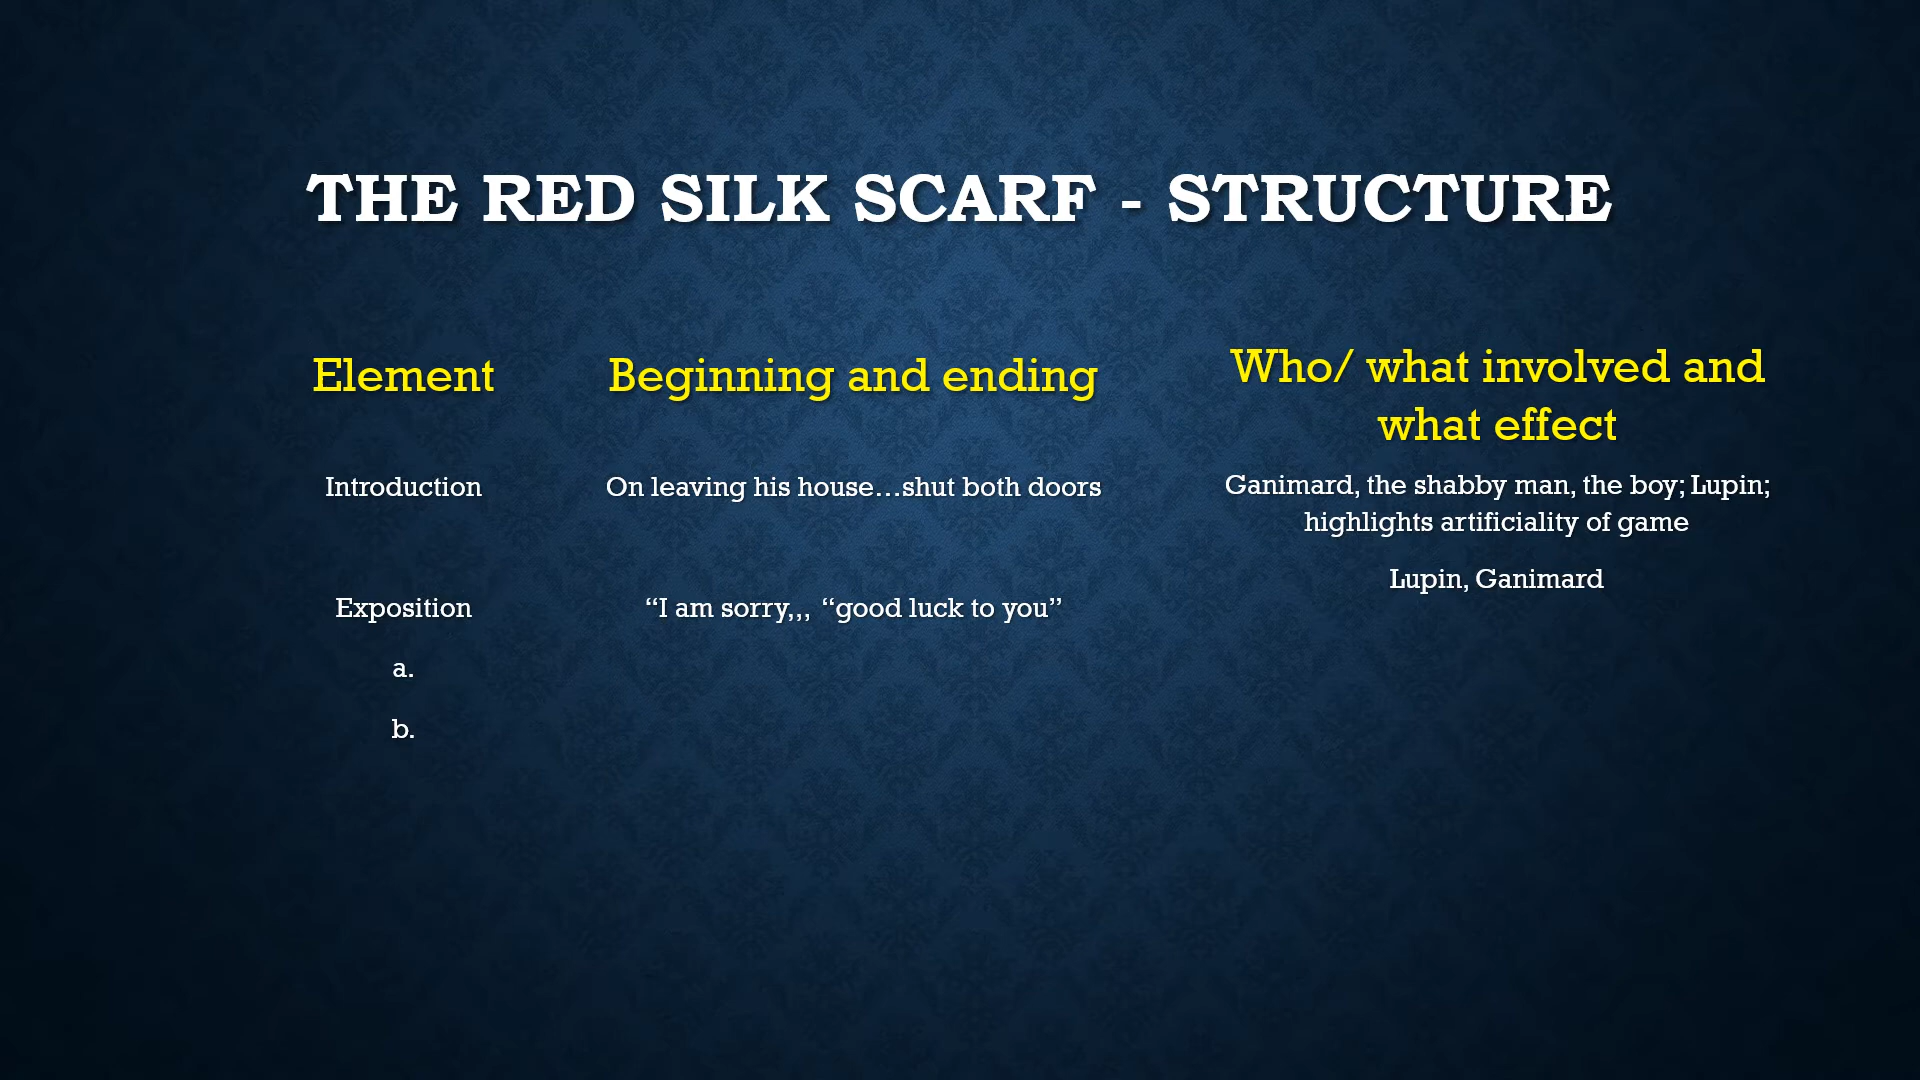 THE RED SILK SCARF - STRUCTURE
Element
Beginning and ending
Who/ what involved and
what effect
Introduction
On leaving his house…shut both doors
Ganimard, the shabby man, the boy; Lupin;
highlights artificiality of game
Exposition
“I am sorry,,, “good luck to you”
Lupin, Ganimard
a.
b.